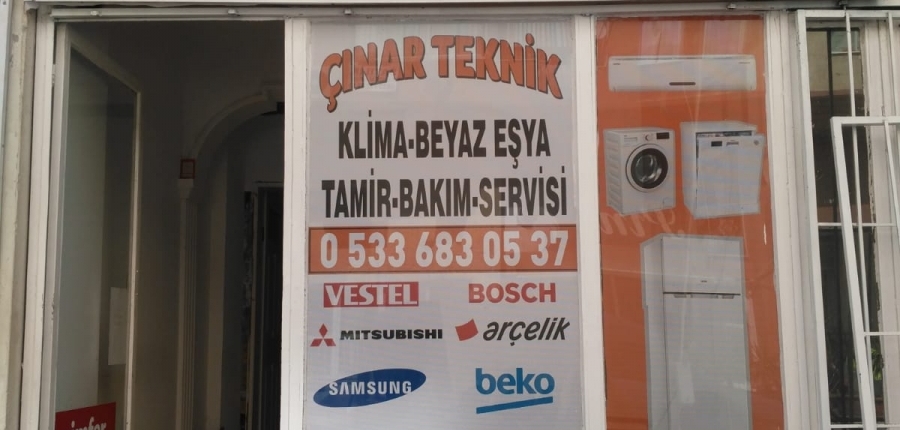 ÇINAR TEKNİK
KLİMA-BEYAZ EŞYA
TAMİR-BAKIM-SERVİSİ
0 533 683 05 37
VESTEL BOSCH
MITSUBISHI arçelik
SAMSUNG beko